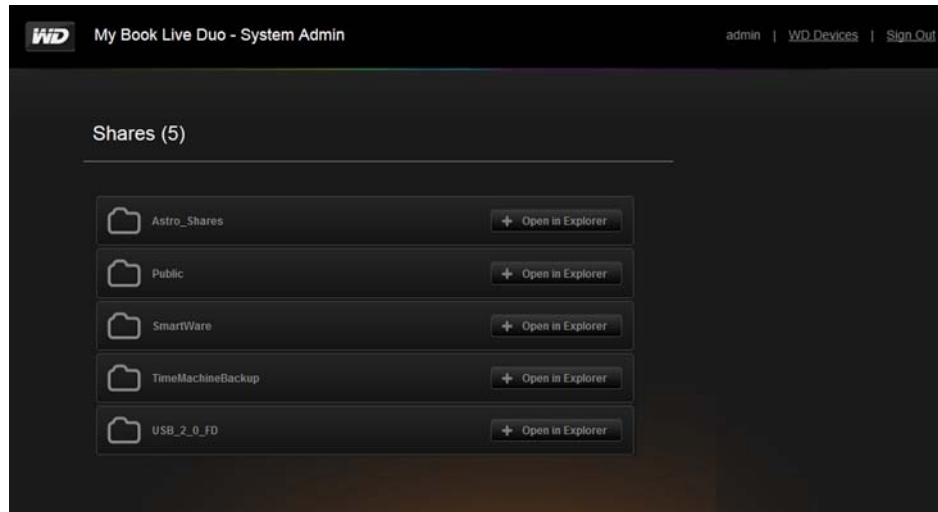 WD My Book Live Duo - System Admin admin | WD Devices | Sign Out
Shares (5)
Astro_Shares + Open in Explorer
Public + Open in Explorer
SmartWare + Open in Explorer
TimeMachineBackup + Open in Explorer
USB_2_0_FD + Open in Explorer